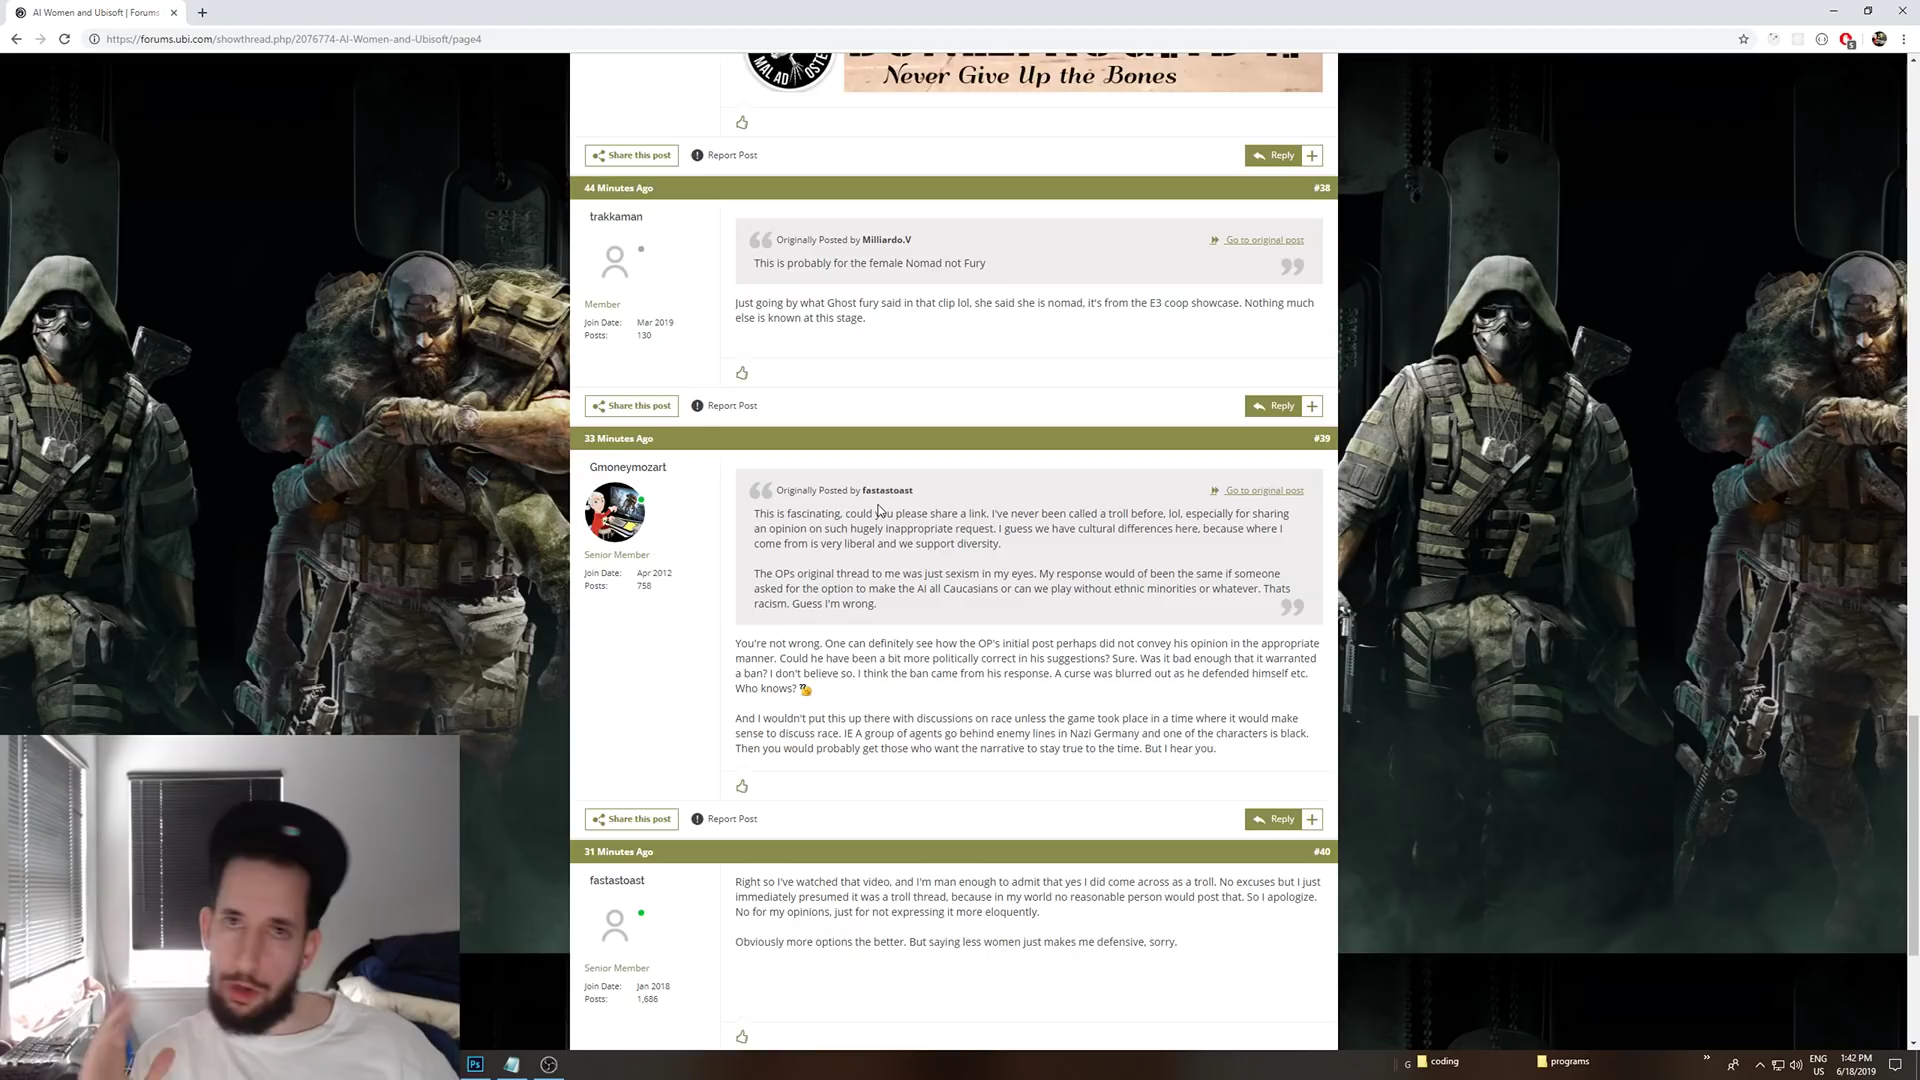 AI Women and Ubisoft | Forums
https://forums.ubi.com/showthread.php/2076774-AI-Women-and-Ubisoft/page4
MALAD
OSTE
Never Give Up the Bones
Share this post
Report Post
Reply
44 Minutes Ago
#38
trakkaman
Member
Join Date: Mar 2019
Posts: 130
Originally Posted by Milliardo.V
Go to original post
This is probably for the female Nomad not Fury
Just going by what Ghost fury said in that clip lol, she said she is nomad, it's from the E3 coop showcase. Nothing much
else is known at this stage.
Share this post
Report Post
Reply
33 Minutes Ago
#39
Gmoneymozart
Senior Member
Join Date: Apr 2012
Posts: 758
Originally Posted by fastastoast
Go to original post
This is fascinating, could you please share a link. I've never been called a troll before, lol, especially for sharing
an opinion on such hugely inappropriate request. I guess we have cultural differences here, because where I
come from is very liberal and we support diversity.
The OPs original thread to me was just sexism in my eyes. My response would of been the same if someone
asked for the option to make the AI all Caucasians or can we play without ethnic minorities or whatever. Thats
racism. Guess I'm wrong.
You're not wrong. One can definitely see how the OP's initial post perhaps did not convey his opinion in the appropriate
manner. Could he have been a bit more politically correct in his suggestions? Sure. Was it bad enough that it warranted
a ban? I don't believe so. I think the ban came from his response. A curse was blurred out as he defended himself etc.
Who knows?
And I wouldn't put this up there with discussions on race unless the game took place in a time where it would make
sense to discuss race. IE A group of agents go behind enemy lines in Nazi Germany and one of the characters is black.
Then you would probably get those who want the narrative to stay true to the time. But I hear you.
Share this post
Report Post
Reply
31 Minutes Ago
#40
fastastoast
Senior Member
Join Date: Jan 2018
Posts: 1,686
Right so I've watched that video, and I'm man enough to admit that yes I did come across as a troll. No excuses but I just
immediately presumed it was a troll thread, because in my world no reasonable person would post that. So I apologize.
No for my opinions, just for not expressing it more eloquently.
Obviously more options the better. But saying less women just makes me defensive, sorry.
Ps
G
coding
programs
ENG
US
1:42 PM
6/18/2019